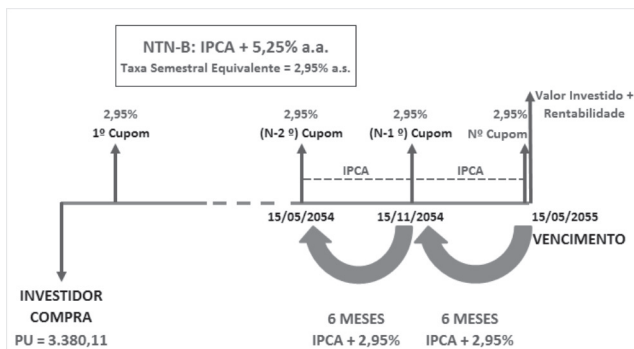 NTN-B: IPCA + 5,25% a.a.
Taxa Semestral Equivalente = 2,95% a.s.
Valor Investido +
Rentabilidade
2,95%
1º Cupom
2,95%
(N-2 º) Cupom
2,95%
(N-1 º) Cupom
2,95%
Nº Cupom
IPCA
IPCA
15/05/2054
15/11/2054
15/05/2055
VENCIMENTO
INVESTIDOR
COMPRA
PU = 3.380,11
6 MESES
IPCA + 2,95%
6 MESES
IPCA + 2,95%